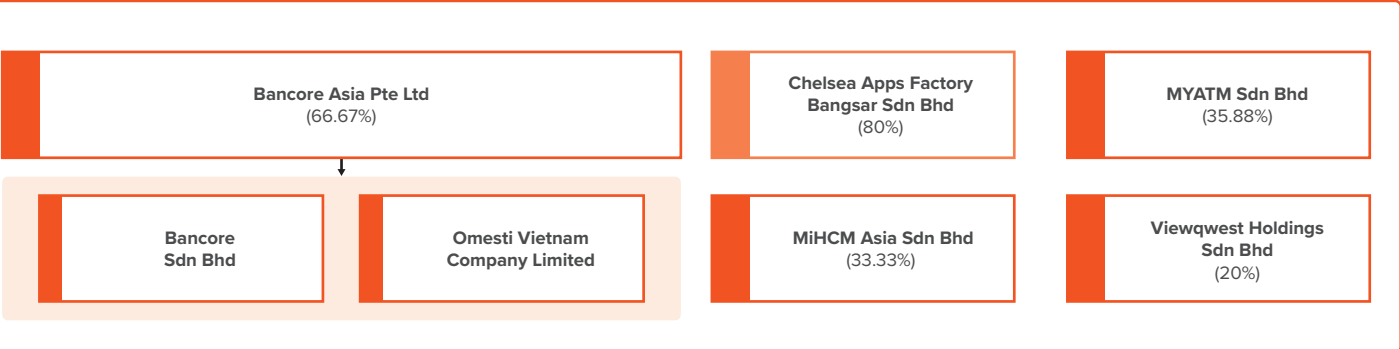 Bancore Asia Pte Ltd
(66.67%)
Chelsea Apps Factory
Bangsar Sdn Bhd
(80%)
MYATM Sdn Bhd
(35.88%)
Bancore
Sdn Bhd
Omesti Vietnam
Company Limited
MiHCM Asia Sdn Bhd
(33.33%)
Viewqwest Holdings
Sdn Bhd
(20%)